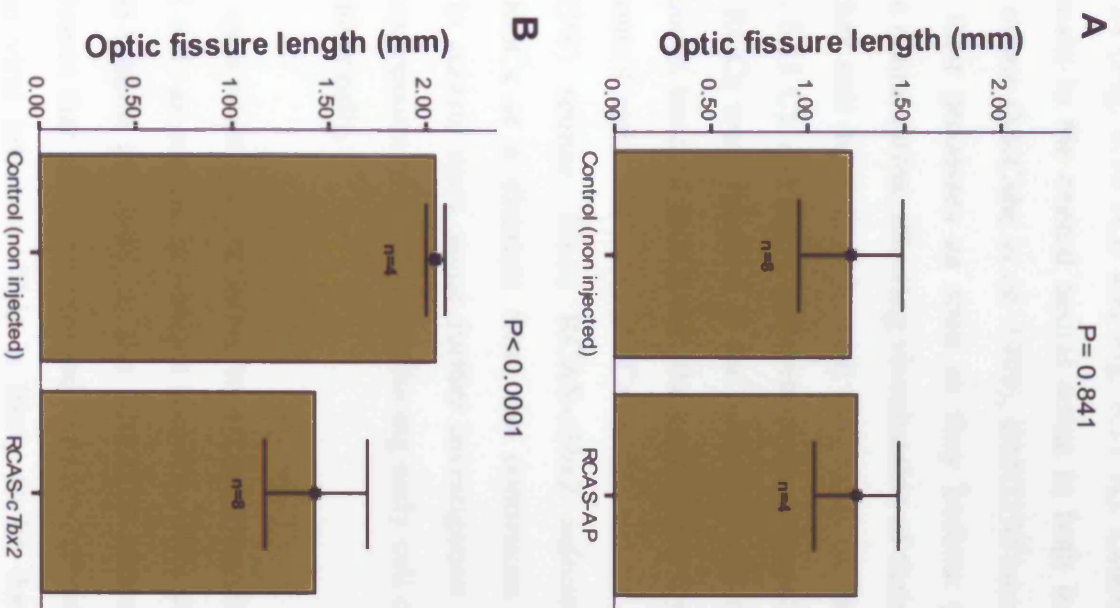 A
P= 0.841
Optic fissure length (mm)
2.00
1.50
1.00
0.50
0.00
n=8
n=4
Control (non injected)
RCAS-AP
B
P< 0.0001
Optic fissure length (mm)
2.00
1.50
1.00
0.50
0.00
n=4
n=8
Control (non injected)
RCAS-cTbx2